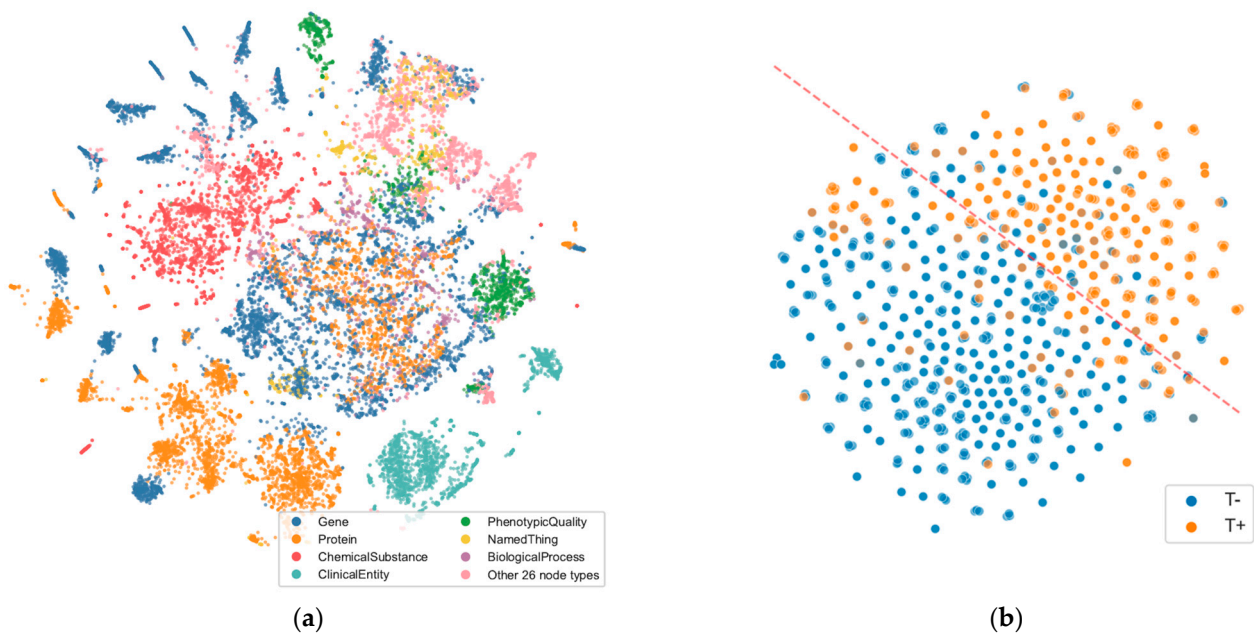 Gene
Protein
ChemicalSubstance
ClinicalEntity
PhenotypicQuality
NamedThing
BiologicalProcess
Other 26 node types
T-
T+
(a)
(b)